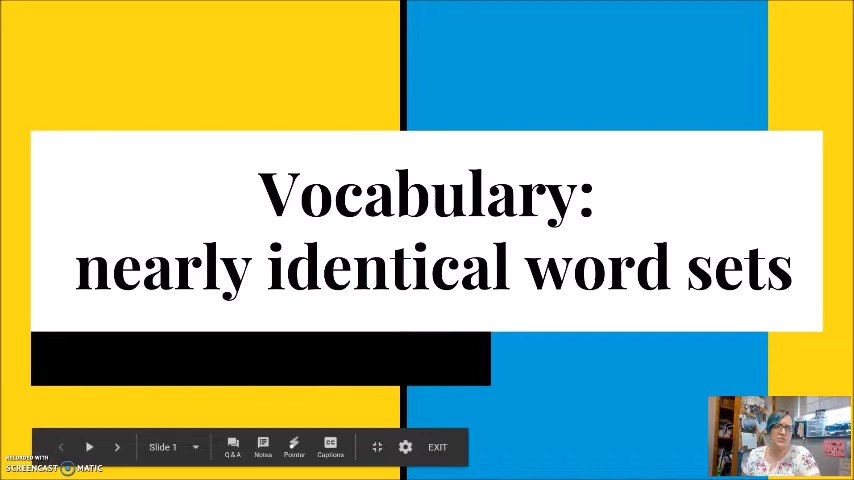 Vocabulary:
nearly identical word sets
Slide 1
Q&A
Notes
Pointer
Captions
EXIT
RECORDED WITH
SCREENCAST MATIC